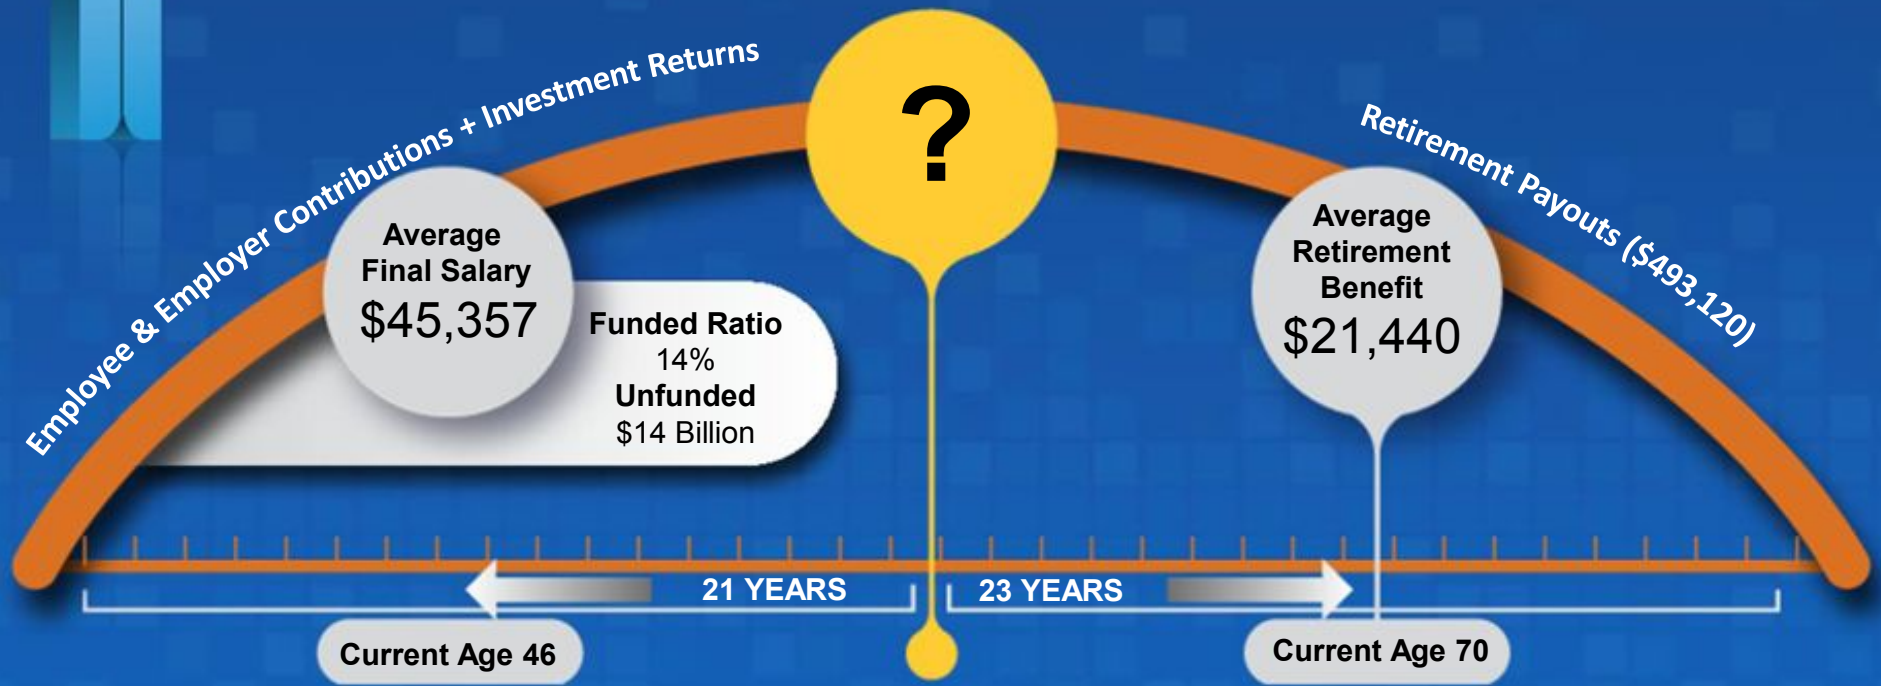 Employee & Employer Contributions + Investment Returns
?
Retirement Payouts ($493,120)
Average
Final Salary
$45,357
Funded Ratio
14%
Unfunded
$14 Billion
Average
Retirement
Benefit
$21,440
21 YEARS
23 YEARS
Current Age 46
Current Age 70